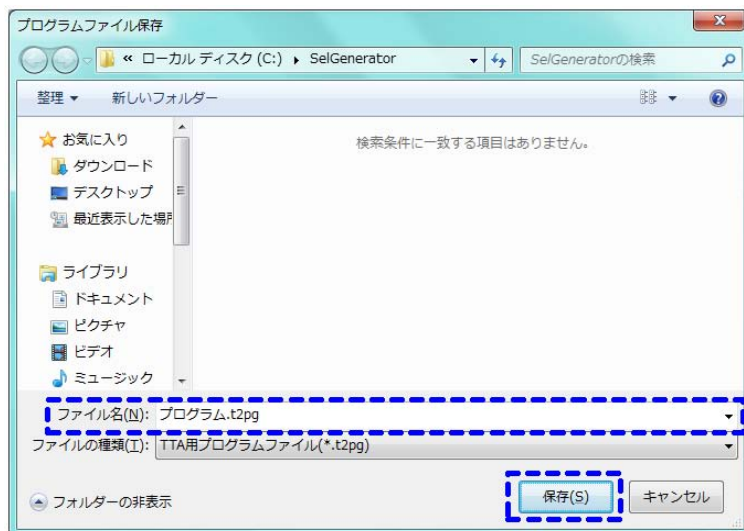 プログラムファイル保存
« ローカル ディスク (C:) ▸ SelGenerator
SelGeneratorの検索
整理 ▼ 新しいフォルダー
お気に入り
ダウンロード
デスクトップ
最近表示した場所
ライブラリ
ドキュメント
ピクチャ
ビデオ
ミュージック
検索条件に一致する項目はありません。
ファイル名(N): プログラム.t2pg
ファイルの種類(T): TTA用プログラムファイル(*.t2pg)
フォルダーの非表示
保存(S)
キャンセル